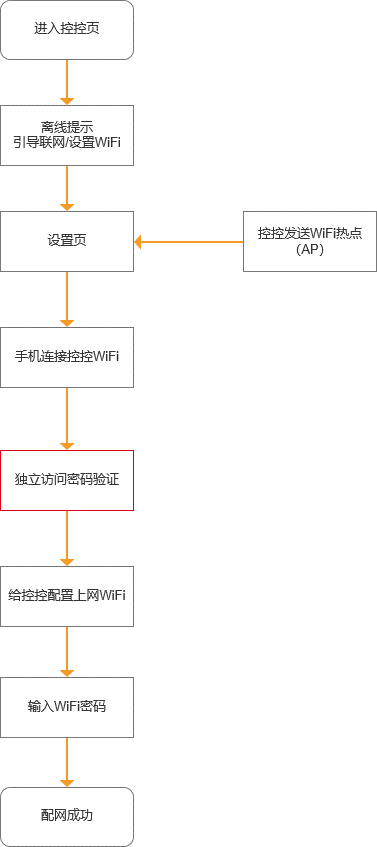 进入控控页
离线提示
引导联网/设置WiFi
设置页
控控发送WiFi热点
（AP）
手机连接控控WiFi
独立访问密码验证
给控控配置上网WiFi
输入WiFi密码
配网成功